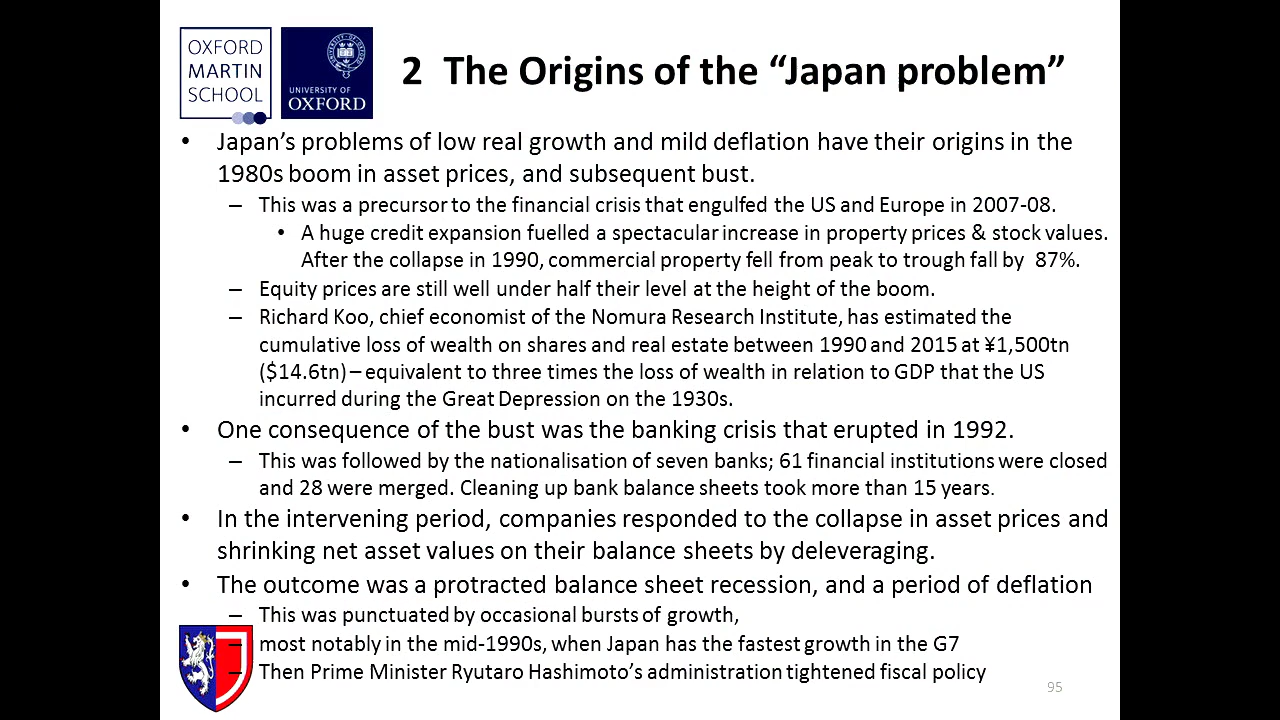 OXFORD
MARTIN
SCHOOL
UNIVERSITY OF
OXFORD
2 The Origins of the “Japan problem”
• Japan’s problems of low real growth and mild deflation have their origins in the
1980s boom in asset prices, and subsequent bust.
– This was a precursor to the financial crisis that engulfed the US and Europe in 2007-08.
• A huge credit expansion fuelled a spectacular increase in property prices & stock values.
After the collapse in 1990, commercial property fell from peak to trough fall by 87%.
– Equity prices are still well under half their level at the height of the boom.
– Richard Koo, chief economist of the Nomura Research Institute, has estimated the
cumulative loss of wealth on shares and real estate between 1990 and 2015 at ¥1,500tn
($14.6tn) – equivalent to three times the loss of wealth in relation to GDP that the US
incurred during the Great Depression on the 1930s.
• One consequence of the bust was the banking crisis that erupted in 1992.
– This was followed by the nationalisation of seven banks; 61 financial institutions were closed
and 28 were merged. Cleaning up bank balance sheets took more than 15 years.
• In the intervening period, companies responded to the collapse in asset prices and
shrinking net asset values on their balance sheets by deleveraging.
• The outcome was a protracted balance sheet recession, and a period of deflation
– This was punctuated by occasional bursts of growth,
– most notably in the mid-1990s, when Japan has the fastest growth in the G7
– Then Prime Minister Ryutaro Hashimoto’s administration tightened fiscal policy
95